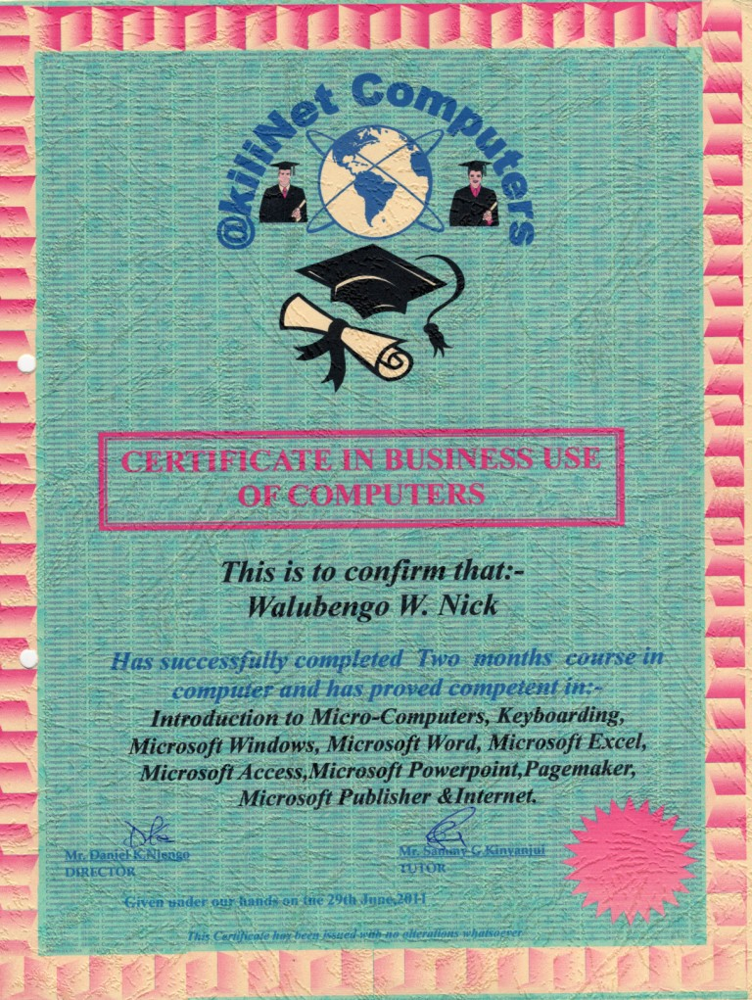 @kiliNet Computers
CERTIFICATE IN BUSINESS USE
OF COMPUTERS
This is to confirm that:-
Walubengo W. Nick
Has successfully completed Two months course in
computer and has proved competent in:-
Introduction to Micro-Computers, Keyboarding,
Microsoft Windows, Microsoft Word, Microsoft Excel,
Microsoft Access,Microsoft Powerpoint,Pagemaker,
Microsoft Publisher &Internet.
Mr. Daniel K.Njengo
DIRECTOR
Mr. Sammy G.Kinyanjui
TUTOR
Given under our hands on the 29th June,2011
This Certificate has been issued with no alterations whatsoever